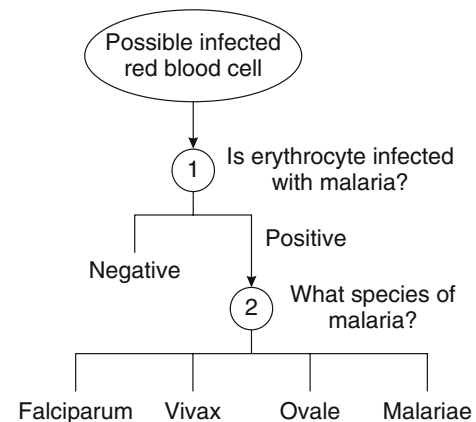 Possible infected
red blood cell
1
Is erythrocyte infected
with malaria?
Negative
Positive
2
What species of
malaria?
Falciparum
Vivax
Ovale
Malariae